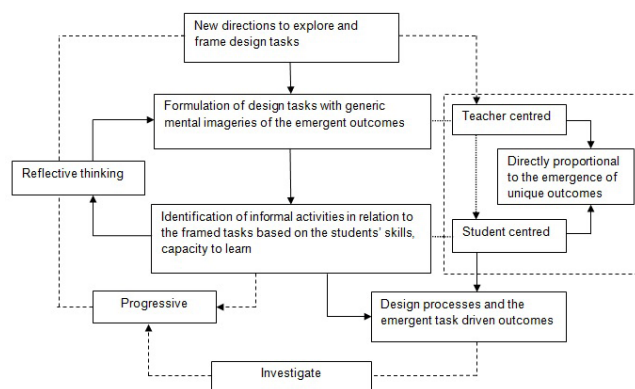 New directions to explore and
frame design tasks
Formulation of design tasks with generic
mental imageries of the emergent outcomes
Teacher centred
Directly proportional
to the emergence of
unique outcomes
Reflective thinking
Identification of informal activities in relation to
the framed tasks based on the students' skills,
capacity to learn
Student centred
Progressive
Design processes and the
emergent task driven outcomes
Investigate